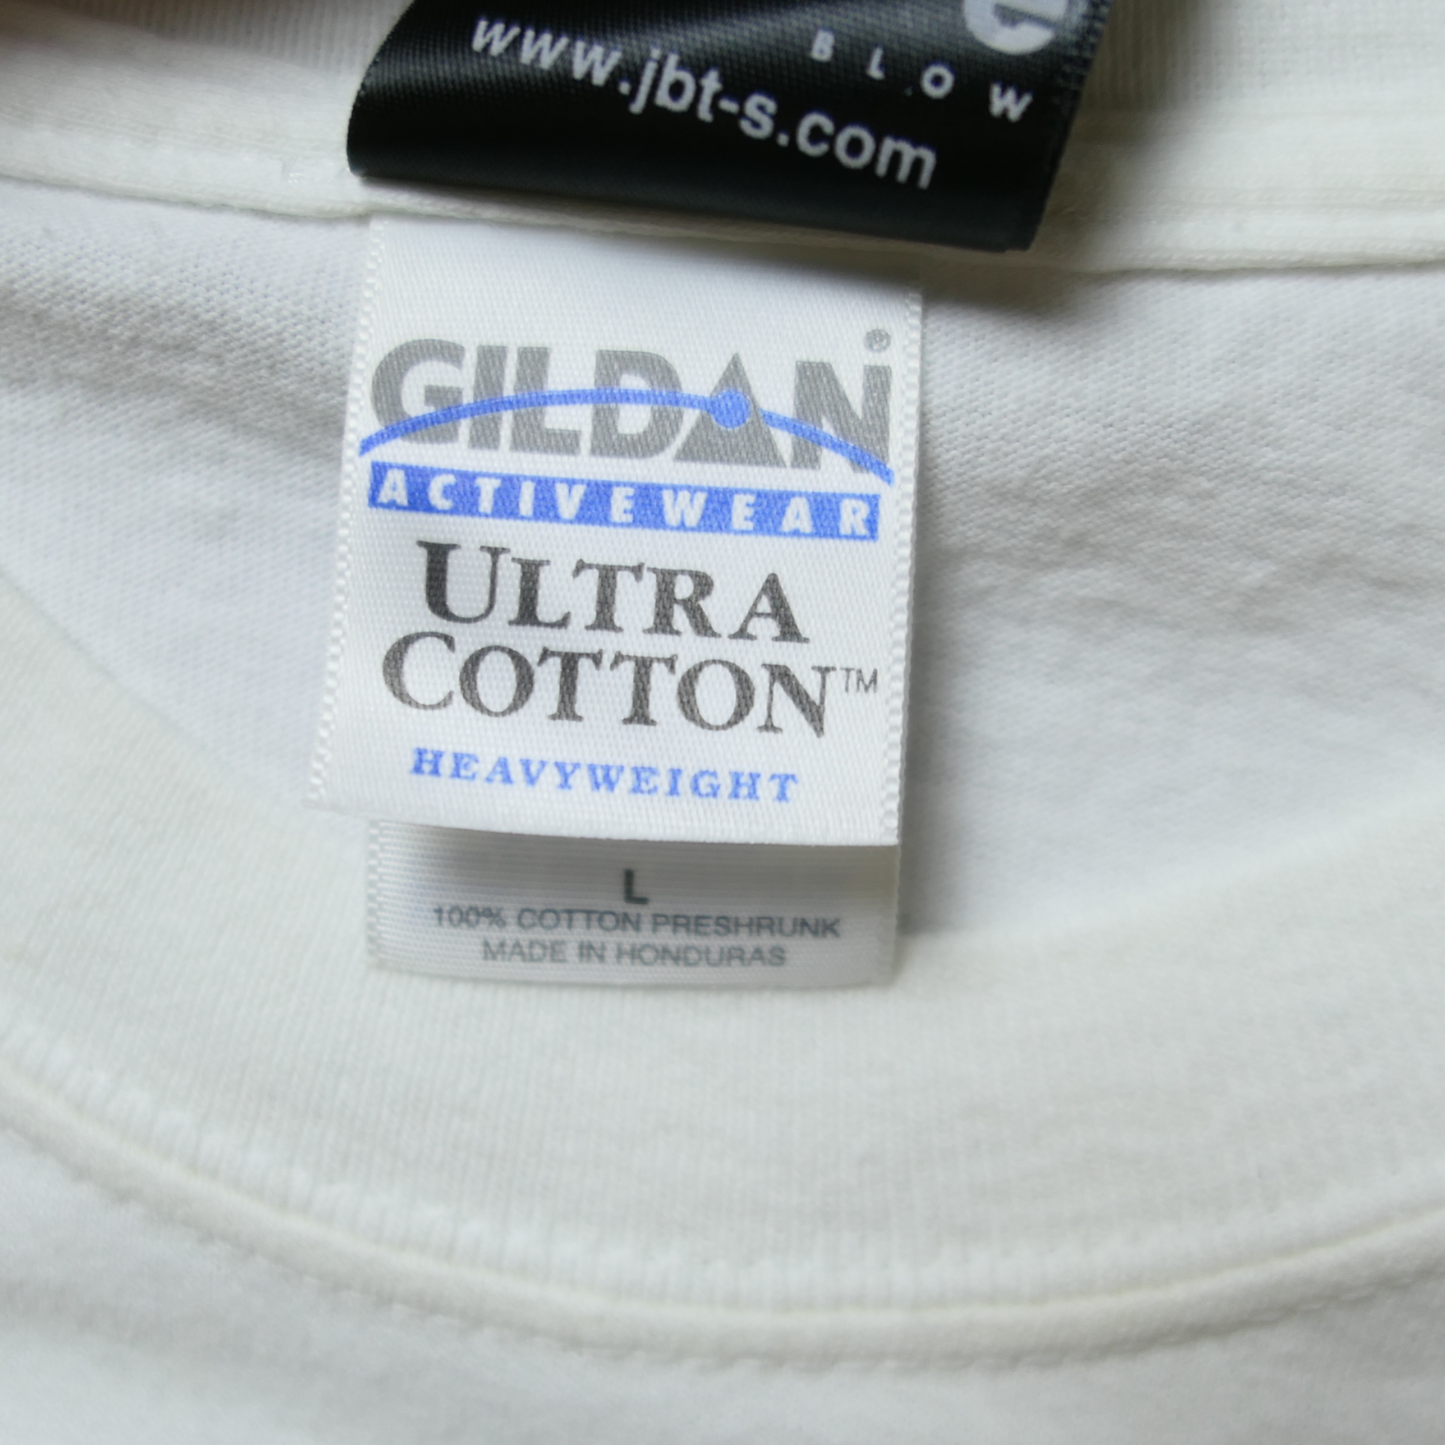 BLOW
www.jbt-s.com
GILDAN®
ACTIVEWEAR
ULTRA
COTTON™
HEAVYWEIGHT
L
100% COTTON PRESHRUNK
MADE IN HONDURAS